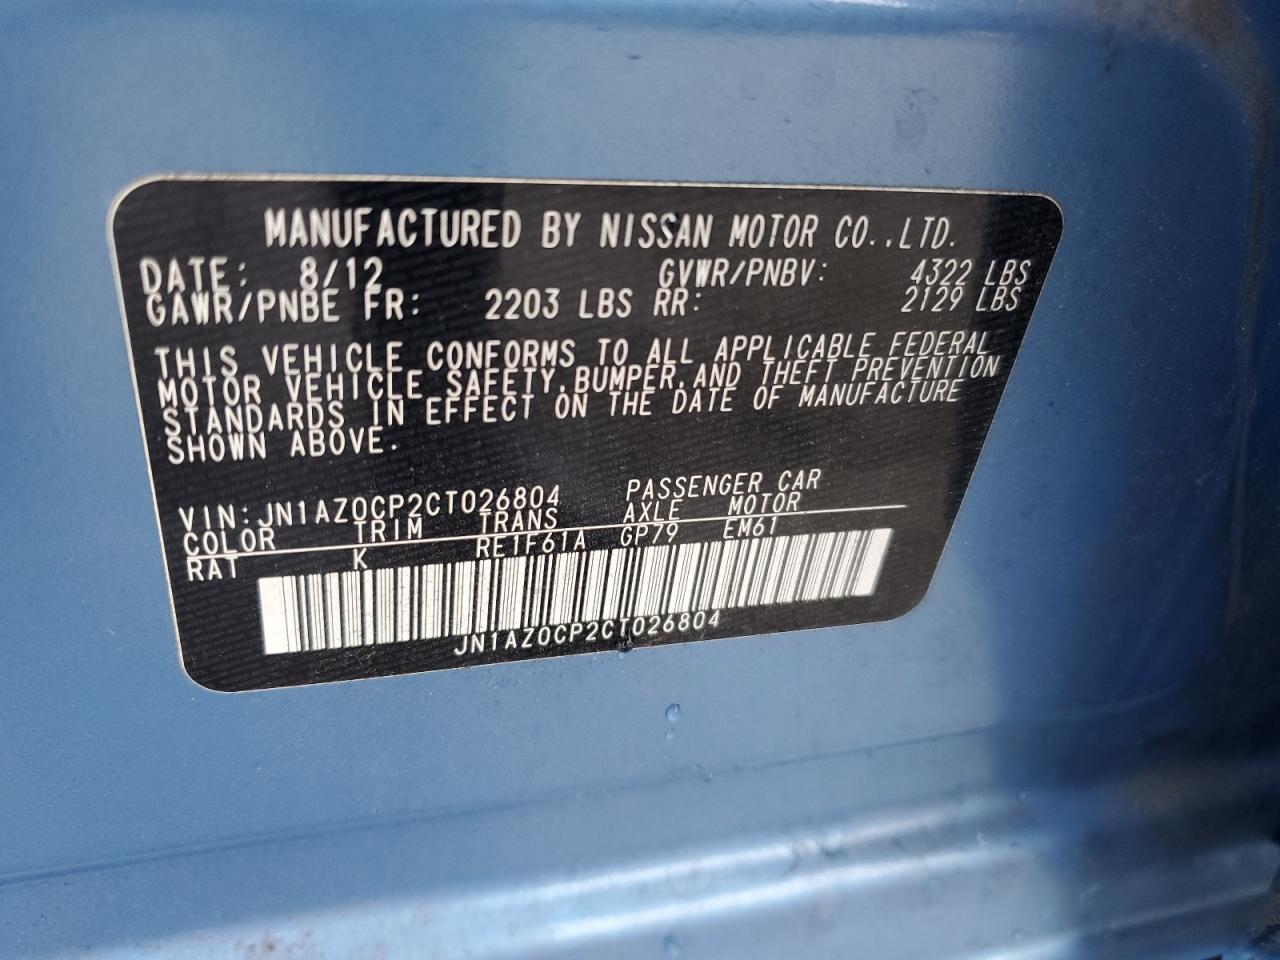 MANUFACTURED BY NISSAN MOTOR CO.,LTD.
DATE: 8/12 GVWR/PNBV: 4322 LBS
GAWR/PNBE FR: 2203 LBS RR: 2129 LBS
THIS VEHICLE CONFORMS TO ALL APPLICABLE FEDERAL
MOTOR VEHICLE SAFETY,BUMPER,AND THEFT PREVENTION
STANDARDS IN EFFECT ON THE DATE OF MANUFACTURE
SHOWN ABOVE.
VIN:JN1AZ0CP2CT026804 PASSENGER CAR
COLOR TRIM TRANS AXLE MOTOR
RAT K RE1F61A GP79 EM61
JN1AZ0CP2CT026804